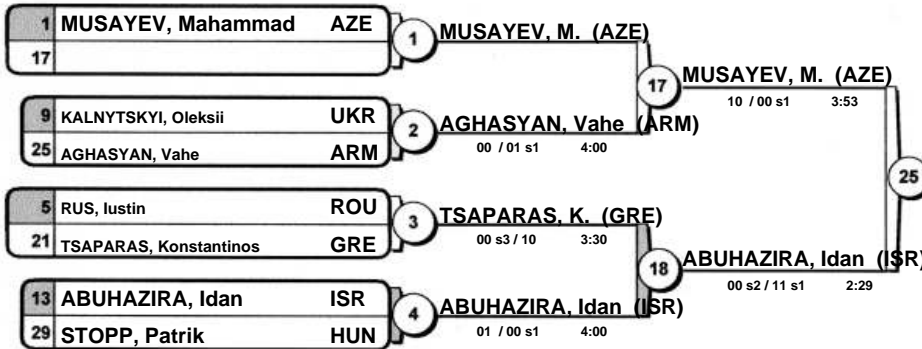 1 MUSAYEV, Mahammad AZE
17
1
MUSAYEV, M. (AZE)
9 KALNYTSKYI, Oleksii UKR
25 AGHASYAN, Vahe ARM
2
AGHASYAN, Vahe (ARM)
00 / 01 s1 4:00
17
MUSAYEV, M. (AZE)
10 / 00 s1 3:53
5 RUS, Iustin ROU
21 TSAPARAS, Konstantinos GRE
3
TSAPARAS, K. (GRE)
00 s3 / 10 3:30
13 ABUHAZIRA, Idan ISR
29 STOPP, Patrik HUN
4
ABUHAZIRA, Idan (ISR)
01 / 00 s1 4:00
18
ABUHAZIRA, Idan (ISR)
00 s2 / 11 s1 2:29
25